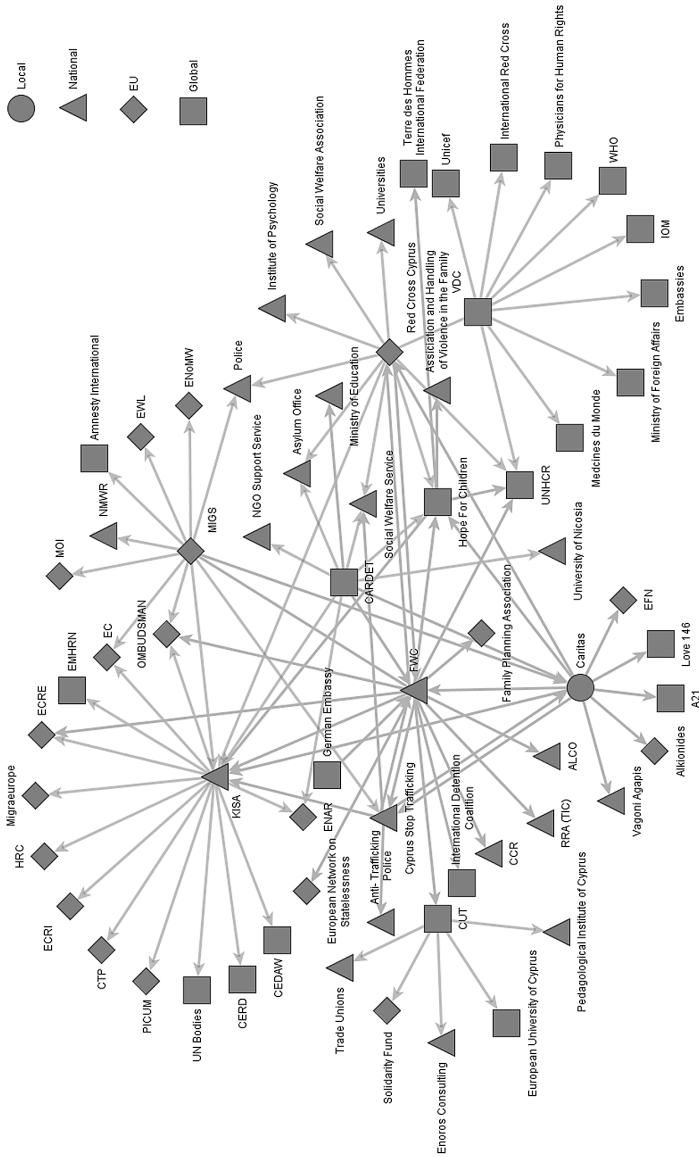 Local
National
EU
Global
Terre des Hommes
International Federation
Unicef
International Red Cross
Physicians for Human Rights
WHO
IOM
Embassies
Ministry of Foreign Affairs
Medcines du Monde
Social Welfare Association
Universities
Institute of Psychology
Red Cross Cyprus
Assiciation and Handling
of Violence in the Family
VDC
Ministry of Education
Police
ENoMW
EWL
Amnesty International
NMWR
MOI
MIGS
Asylum Office
NGO Support Service
Social Welfare Service
Hope For Children
UNHCR
University of Nicosia
CARDET
OMBUDSMAN
EC
EMHRN
ECRE
Migraeurope
HRC
ECRI
CTP
PICUM
UN Bodies
CERD
CEDAW
KISA
German Embassy
ENAR
European Network on
Statelessness
FWC
Family Planning Association
Caritas
EFN
Love 146
A21
Alkionides
Vagoni Agapis
ALCO
RRA (TIC)
CCR
International Detention
Coalition
Cyprus Stop Trafficking
Anti- Trafficking
Police
CUT
Trade Unions
Solidarity Fund
Enoros Consulting
European University of Cyprus
Pedagological Institute of Cyprus